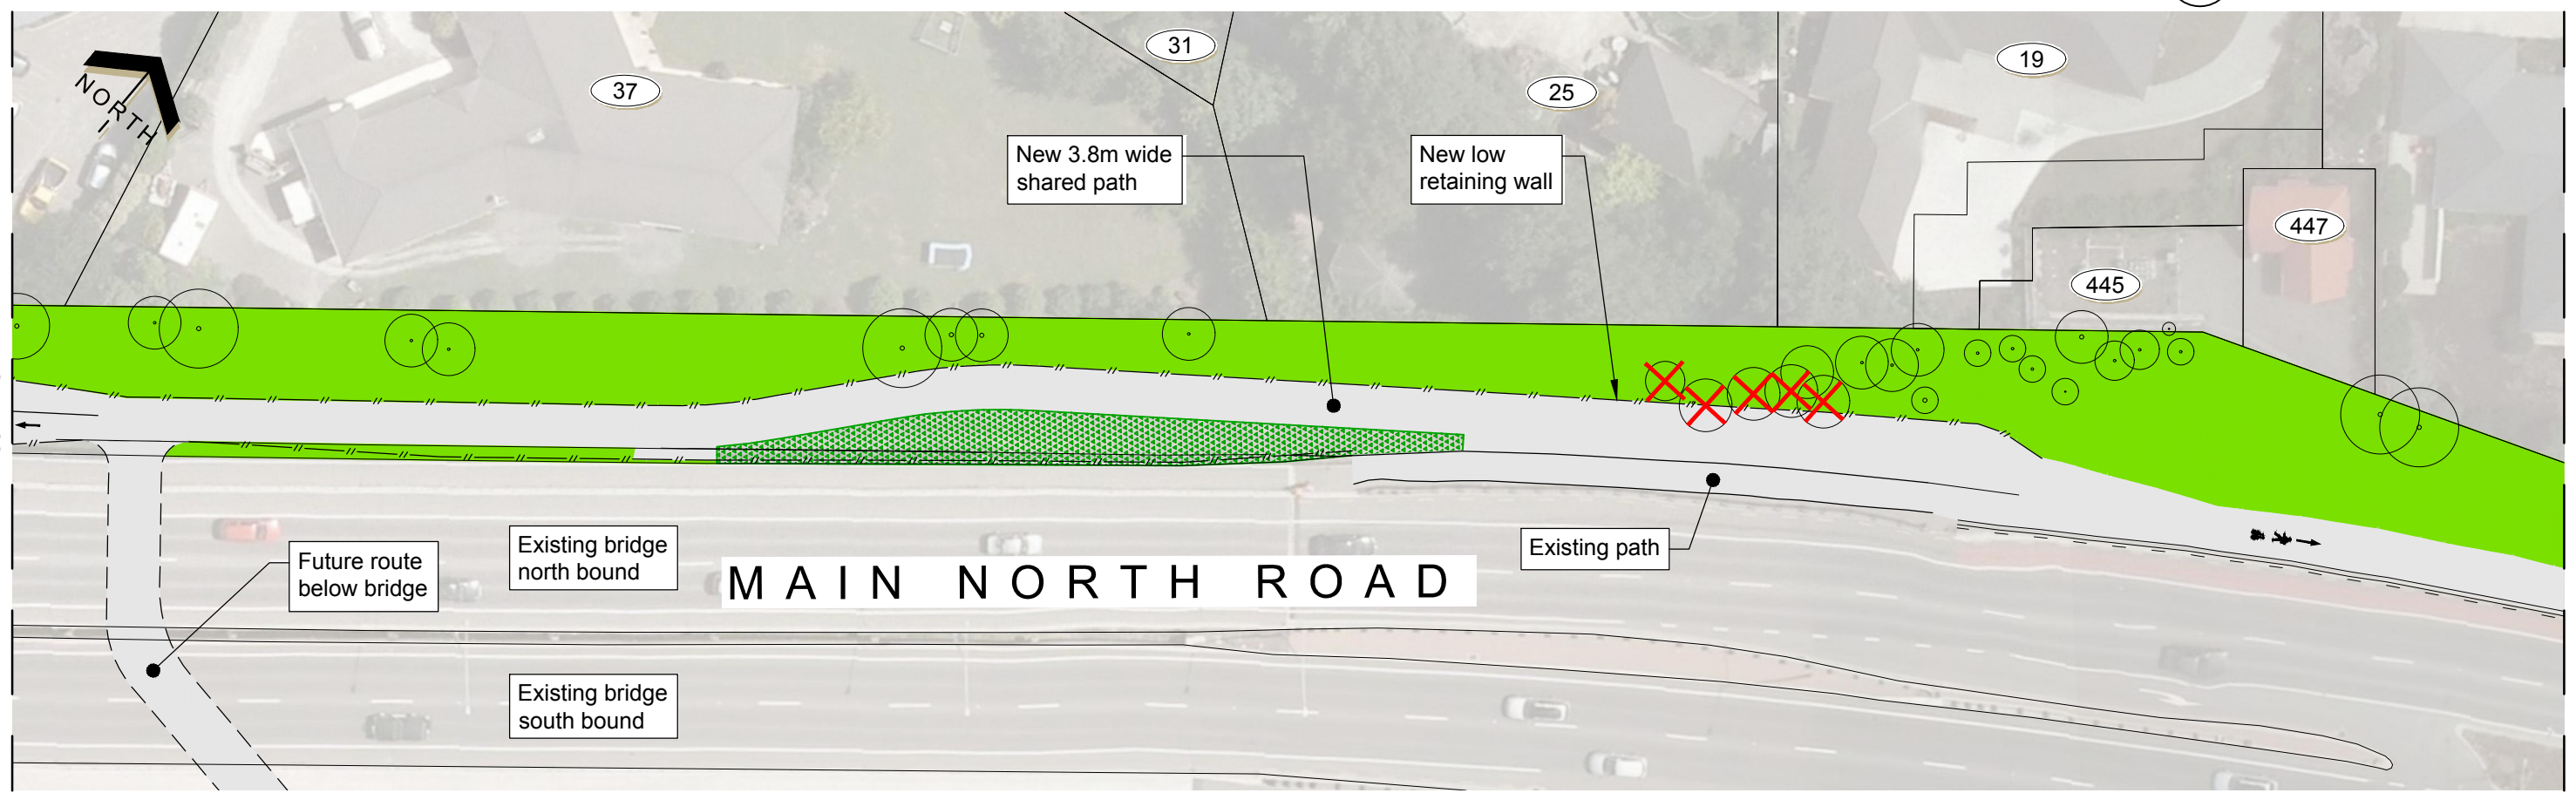 NORTH
37
31
25
19
447
445
New 3.8m wide
shared path
New low
retaining wall
Existing path
Future route
below bridge
Existing bridge
north bound
MAIN NORTH ROAD
Existing bridge
south bound